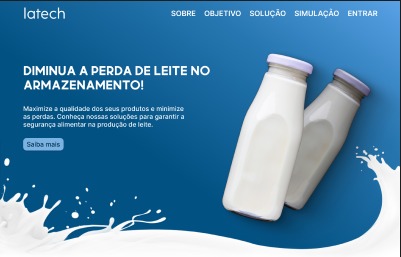 latech
SOBRE OBJETIVO SOLUÇÃO SIMULAÇÃO ENTRAR
DIMINUA A PERDA DE LEITE NO
ARMAZENAMENTO!
Maximize a qualidade dos seus produtos e minimize
as perdas. Conheça nossas soluções para garantir a
segurança alimentar na produção de leite.
Saiba mais